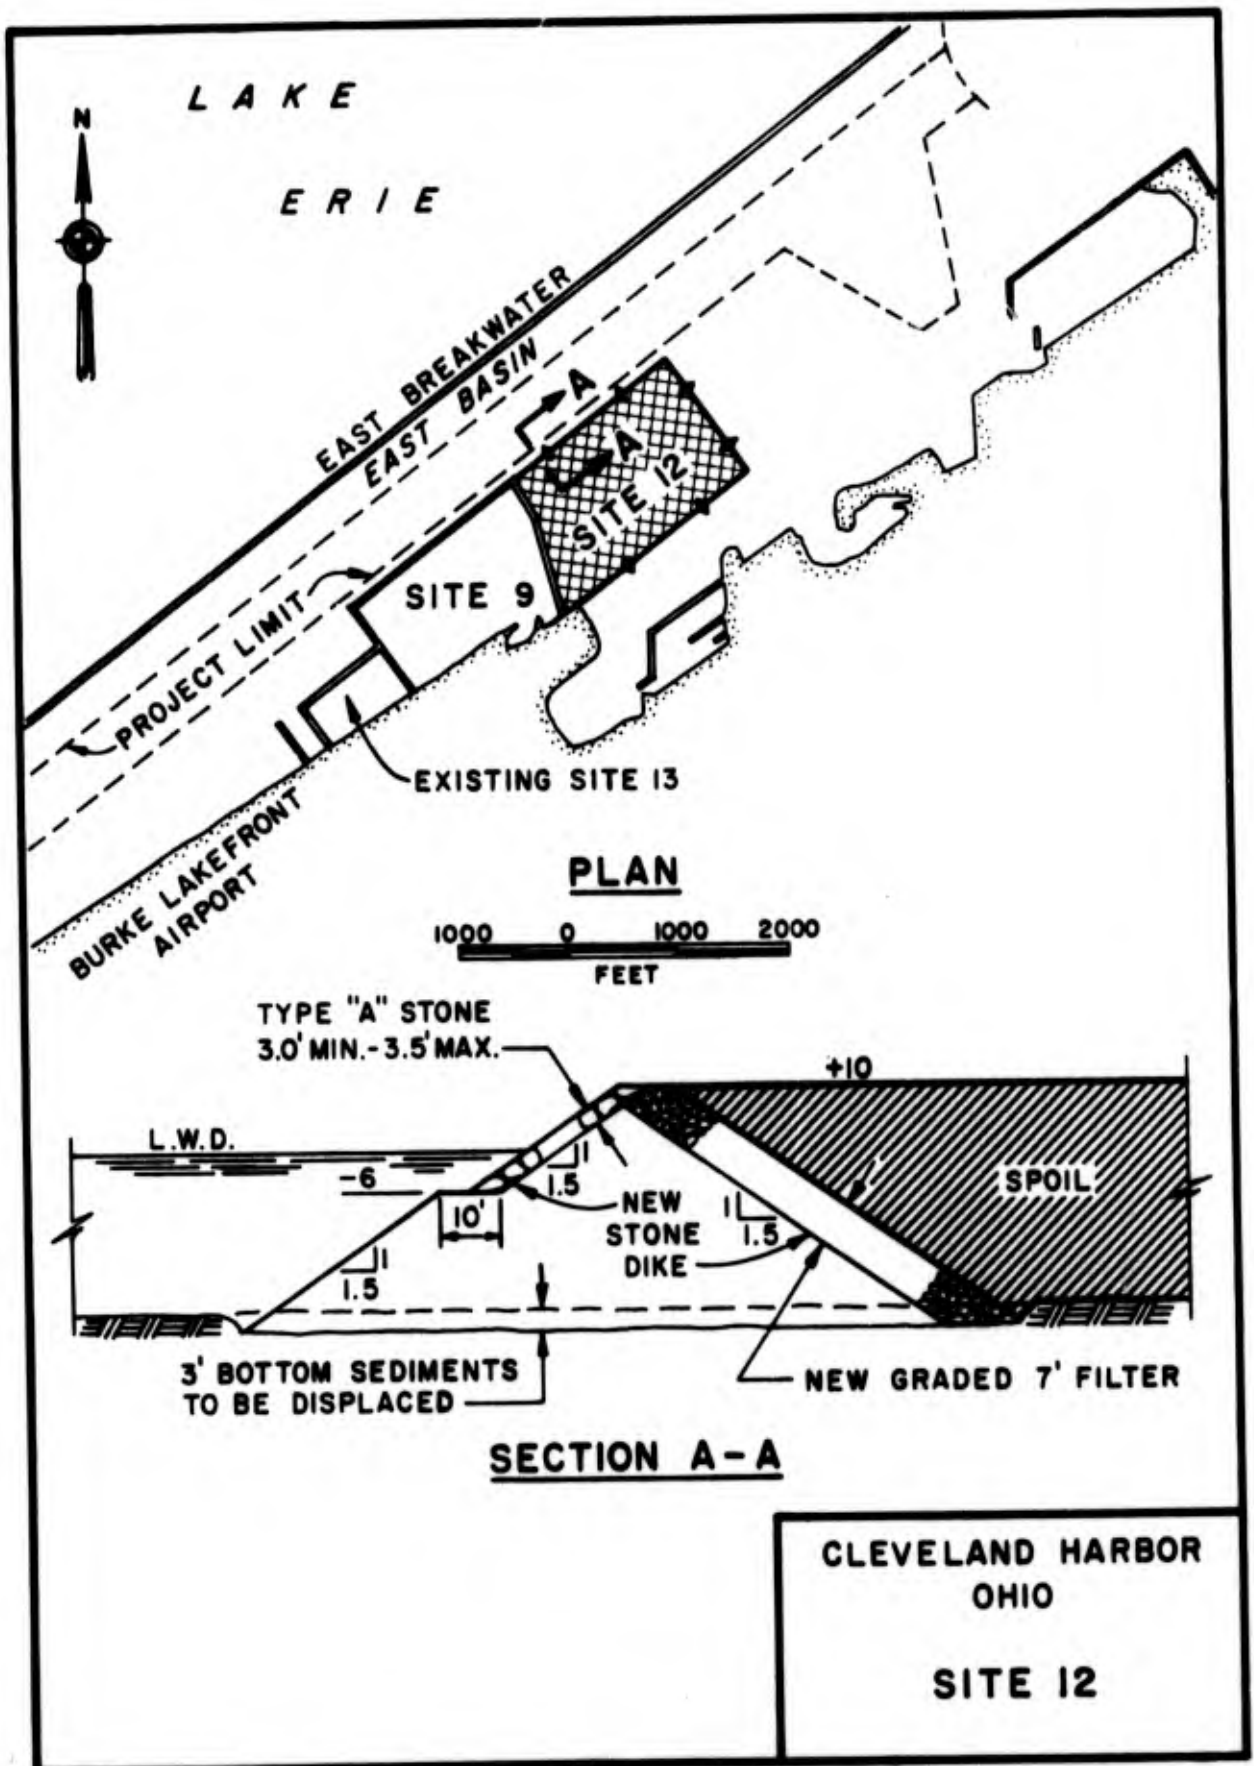 LAKE
N
ERIE
EAST BREAKWATER
EAST BASIN
A
A
SITE 12
SITE 9
PROJECT LIMIT
EXISTING SITE 13
BURKE LAKEFRONT
AIRPORT
PLAN
1000 0 1000 2000
FEET
TYPE "A" STONE
3.0' MIN.-3.5' MAX.
+10
L.W.D.
-6
1
1.5
10'
NEW
STONE
DIKE
1
1.5
SPOIL
1
1.5
3' BOTTOM SEDIMENTS
TO BE DISPLACED
NEW GRADED 7' FILTER
SECTION A-A
CLEVELAND HARBOR
OHIO
SITE 12